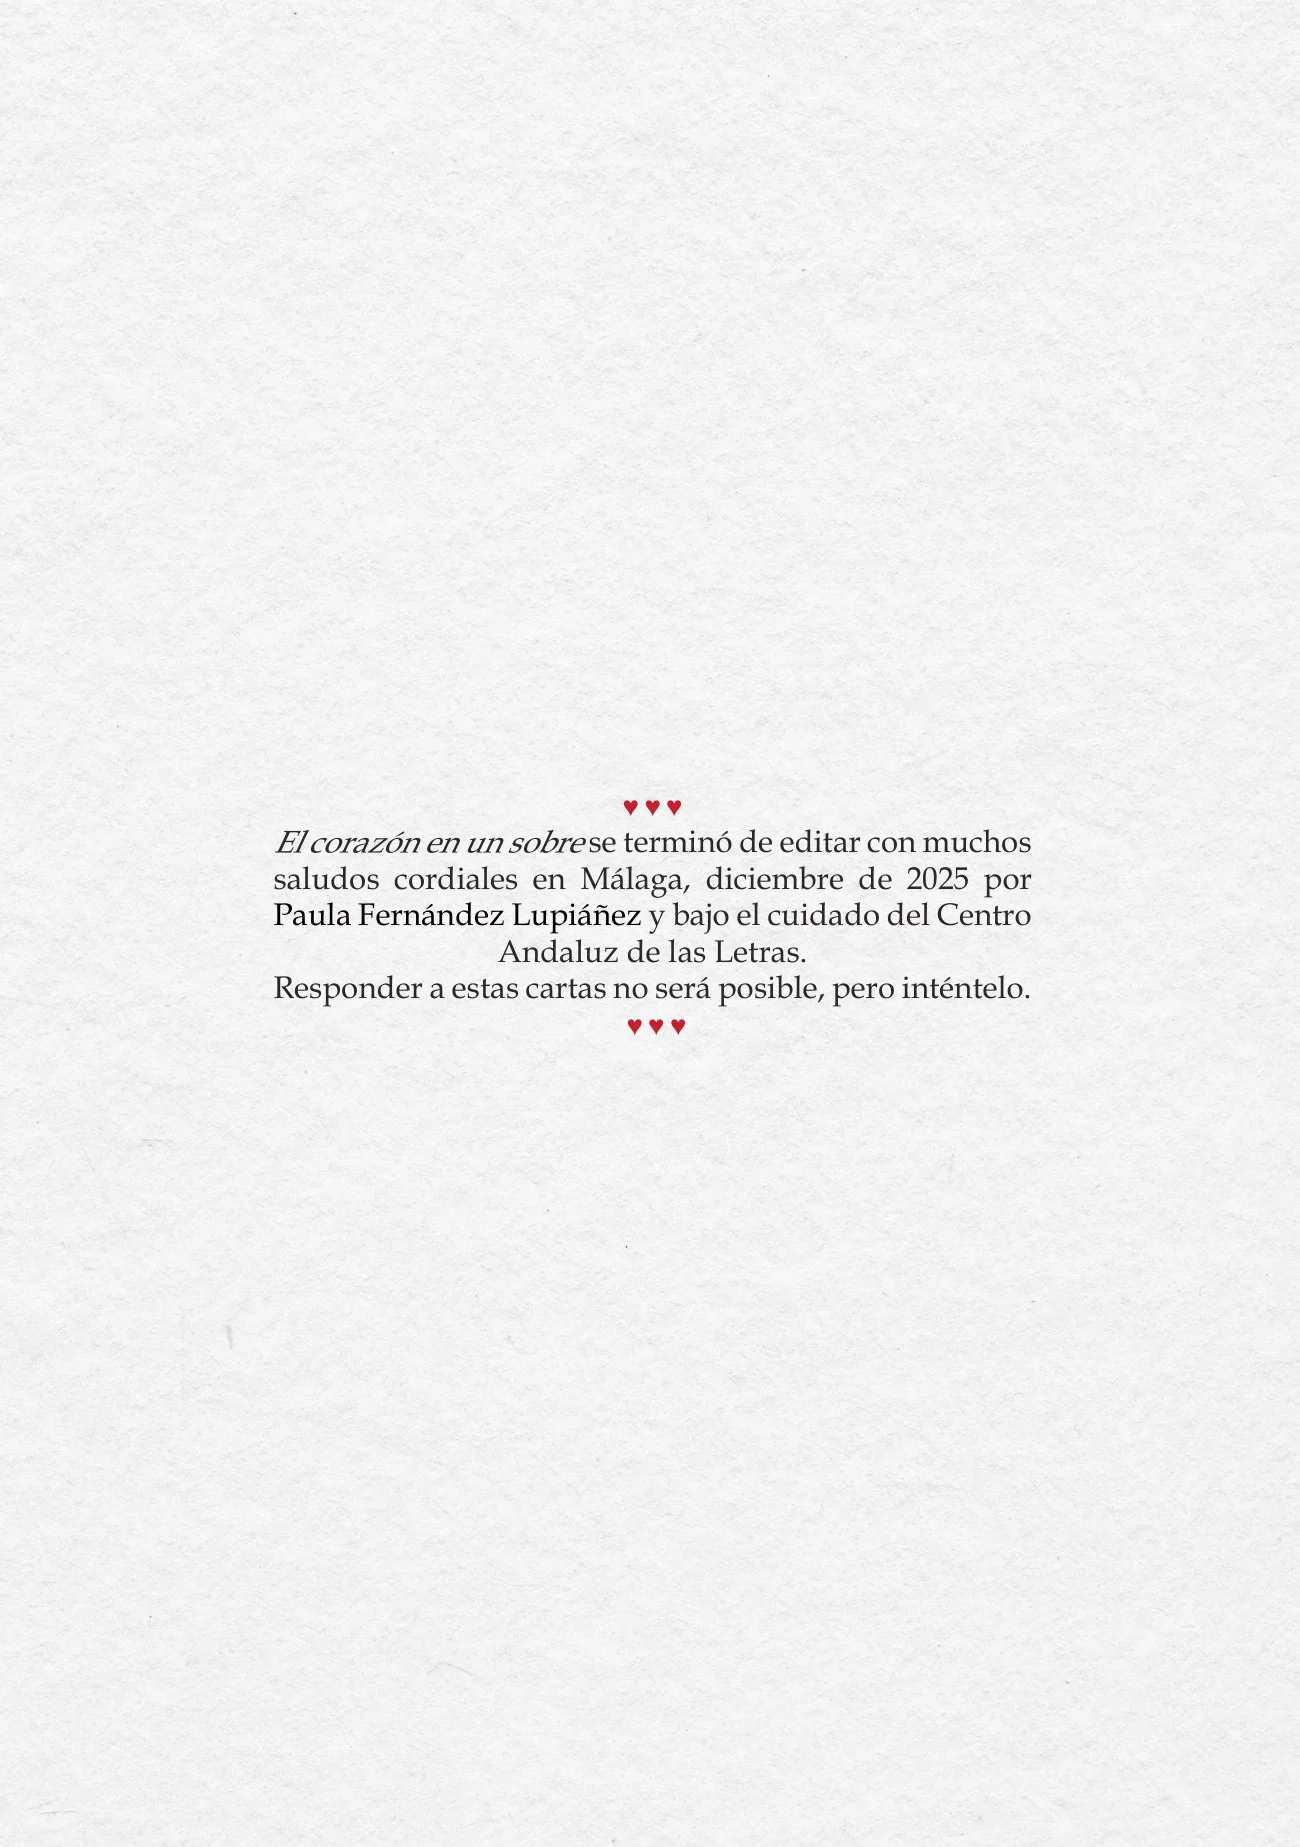 ♥ ♥ ♥
El corazón en un sobre se terminó de editar con muchos
saludos cordiales en Málaga, diciembre de 2025 por
Paula Fernández Lupiáñez y bajo el cuidado del Centro
Andaluz de las Letras.
Responder a estas cartas no será posible, pero inténtelo.
♥ ♥ ♥